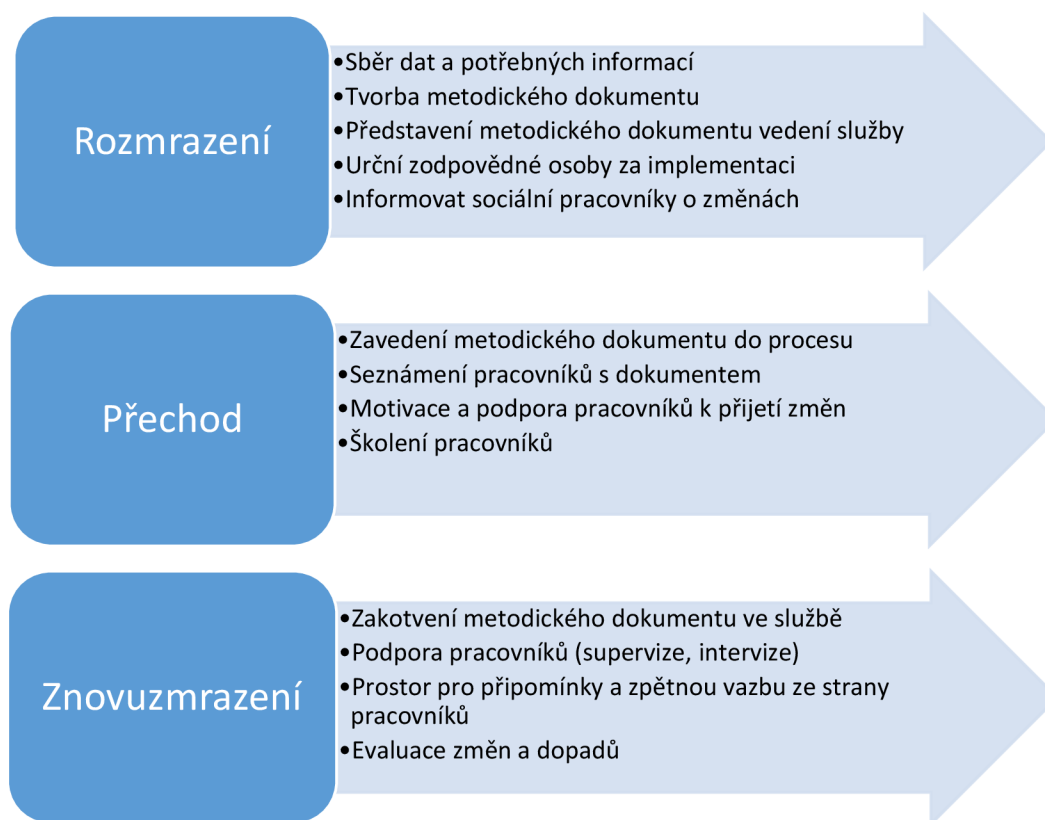 Rozmrazení
•Sběr dat a potřebných informací
•Tvorba metodického dokumentu
•Představení metodického dokumentu vedení služby
•Urční zodpovědné osoby za implementaci
•Informovat sociální pracovníky o změnách
Přechod
•Zavedení metodického dokumentu do procesu
•Seznámení pracovníků s dokumentem
•Motivace a podpora pracovníků k přijetí změn
•Školení pracovníků
Znovuzmrazení
•Zakotvení metodického dokumentu ve službě
•Podpora pracovníků (supervize, intervize)
•Prostor pro připomínky a zpětnou vazbu ze strany
pracovníků
•Evaluace změn a dopadů